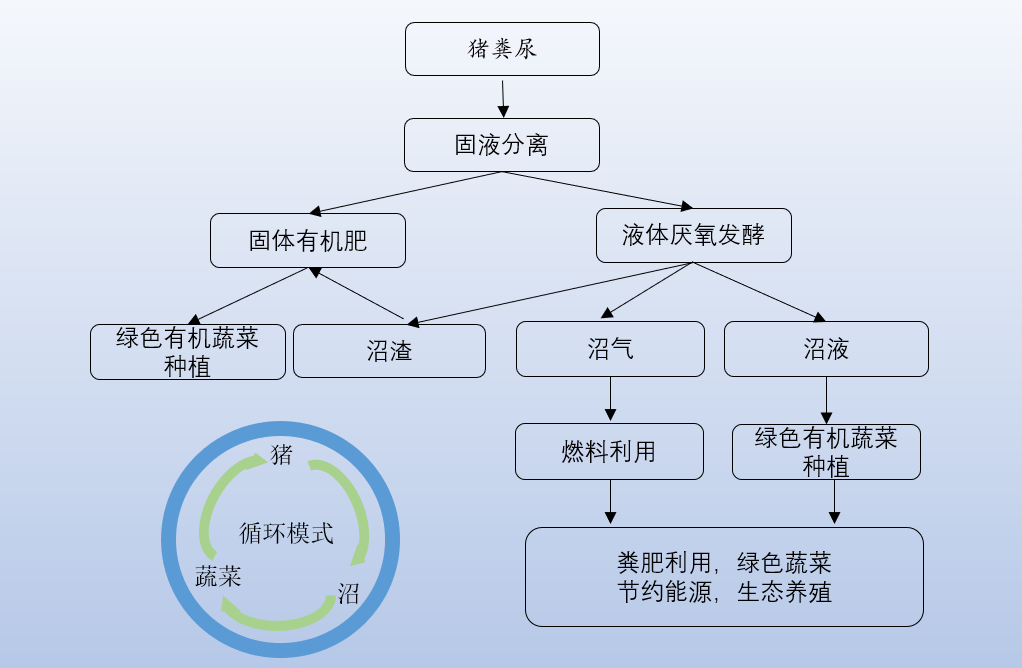 猪粪尿
固液分离
固体有机肥
液体厌氧发酵
绿色有机蔬菜
种植
沼渣
沼气
沼液
燃料利用
绿色有机蔬菜
种植
猪
循环模式
蔬菜
沼
粪肥利用，绿色蔬菜
节约能源，生态养殖